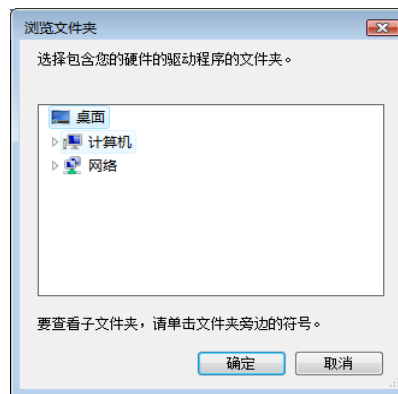 浏览文件夹
选择包含您的硬件的驱动程序的文件夹。
桌面
计算机
网络
要查看子文件夹，请单击文件夹旁边的符号。
确定 取消